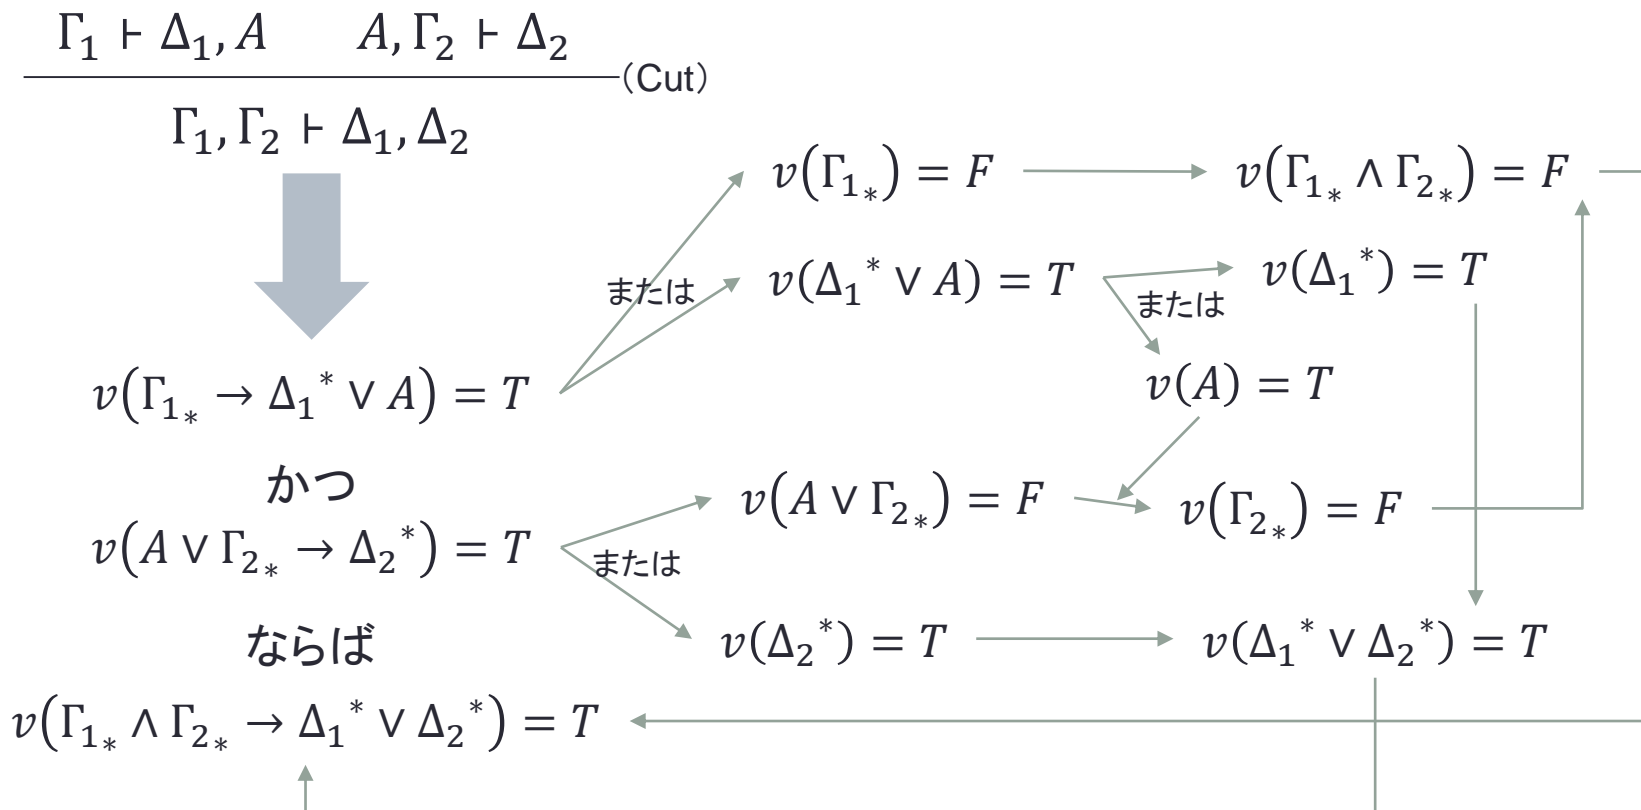 Γ₁ ⊦ Δ₁, A  A, Γ₂ ⊦ Δ₂
(Cut)
Γ₁, Γ₂ ⊦ Δ₁, Δ₂
v(Γ₁⁎) = F
v(Γ₁⁎ ∧ Γ₂⁎) = F
または
v(Δ₁* ∨ A) = T
または
v(Δ₁*) = T
v(Γ₁⁎ → Δ₁* ∨ A) = T
v(A) = T
かつ
v(A ∨ Γ₂⁎) = F
v(Γ₂⁎) = F
v(A ∨ Γ₂⁎ → Δ₂*) = T
または
ならば
v(Δ₂*) = T
v(Δ₁* ∨ Δ₂*) = T
v(Γ₁⁎ ∧ Γ₂⁎ → Δ₁* ∨ Δ₂*) = T